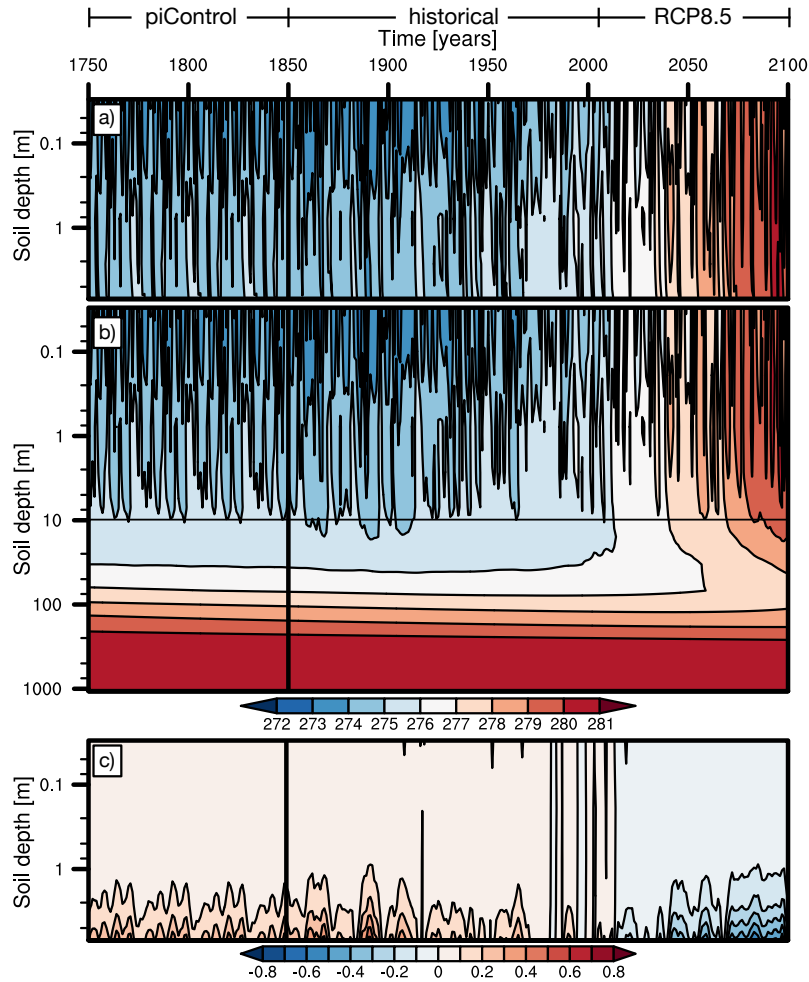 piControl historical RCP8.5
Time [years]
1750 1800 1850 1900 1950 2000 2050 2100
a)
0.1
1
Soil depth [m]
b)
0.1
1
10
100
1000
Soil depth [m]
272 273 274 275 276 277 278 279 280 281
c)
0.1
1
Soil depth [m]
-0.8 -0.6 -0.4 -0.2 0 0.2 0.4 0.6 0.8